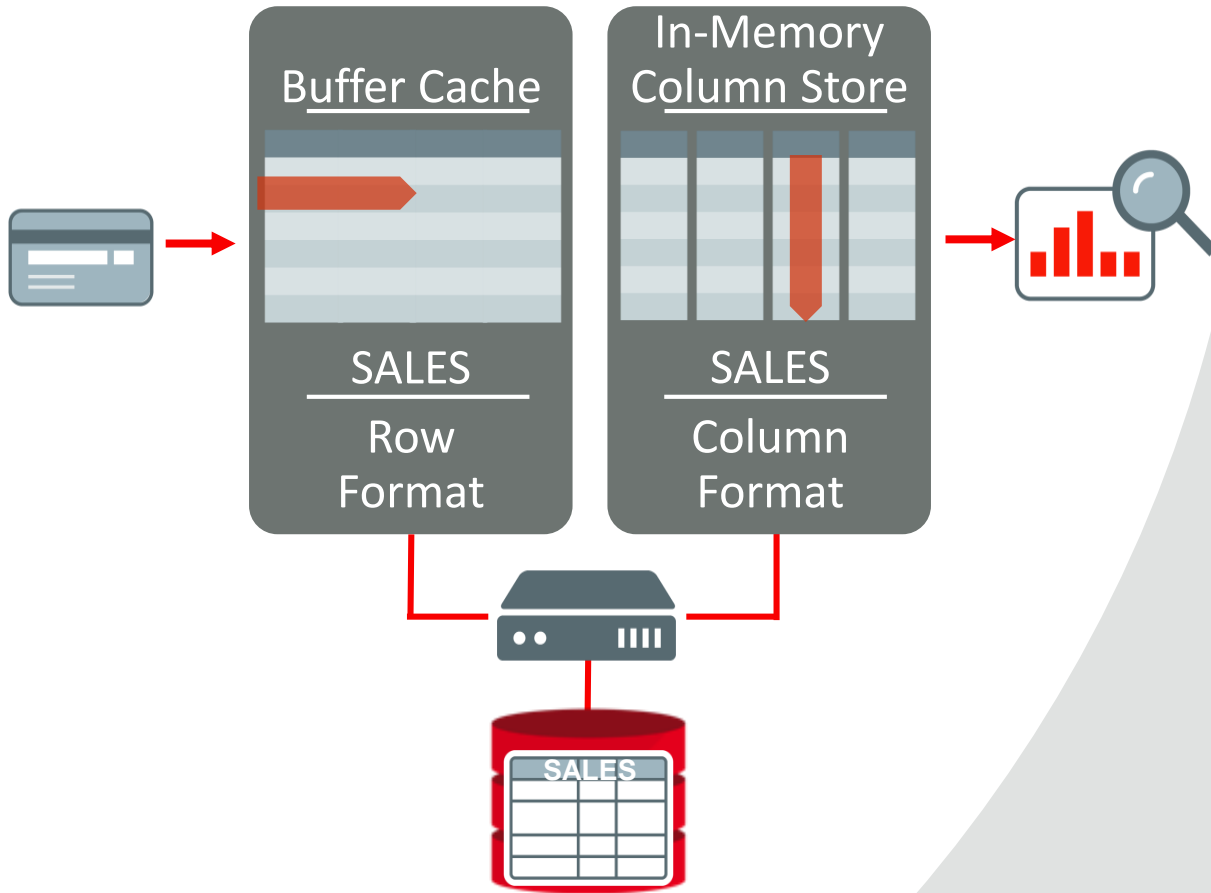 Buffer Cache
SALES
Row
Format
In-Memory
Column Store
SALES
Column
Format
SALES